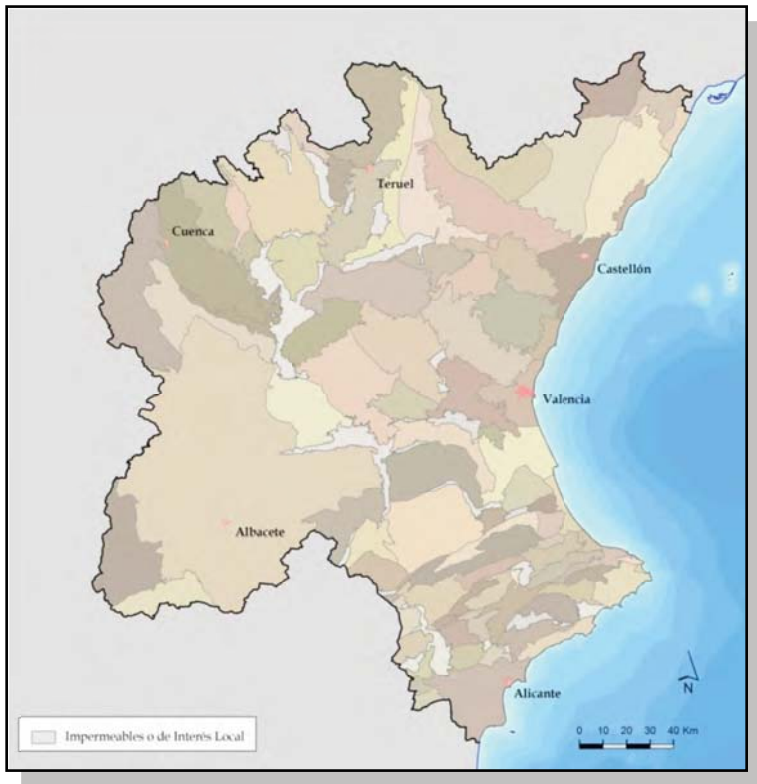 Teruel
Cuenca
Castellón
Valencia
Albacete
Alicante
N
0 10 20 30 40 Km
Impermeables o de Interés Local